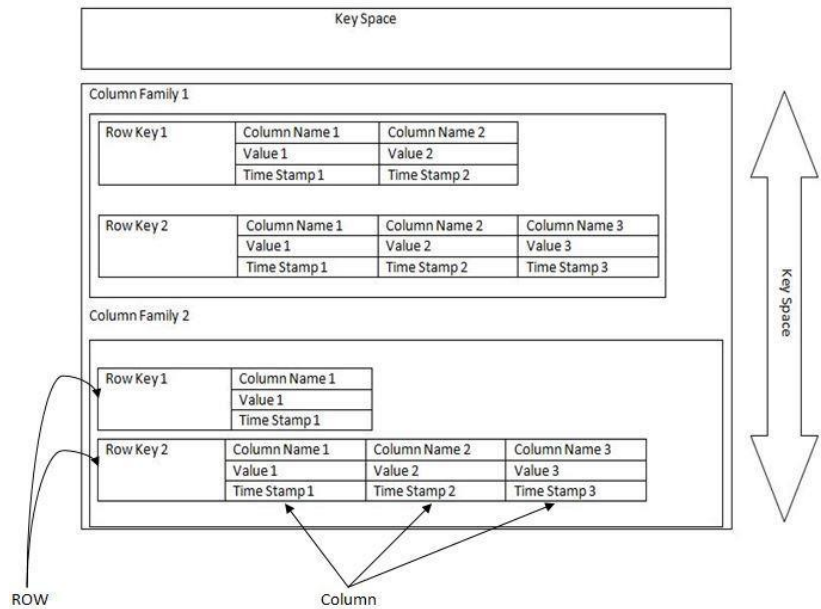 Key Space
Column Family 1
Row Key 1 Column Name 1 Column Name 2
Value 1 Value 2
Time Stamp 1 Time Stamp 2
Row Key 2 Column Name 1 Column Name 2 Column Name 3
Value 1 Value 2 Value 3
Time Stamp 1 Time Stamp 2 Time Stamp 3
Column Family 2
Row Key 1 Column Name 1
Value 1
Time Stamp 1
Row Key 2 Column Name 1 Column Name 2 Column Name 3
Value 1 Value 2 Value 3
Time Stamp 1 Time Stamp 2 Time Stamp 3
Key Space
ROW Column